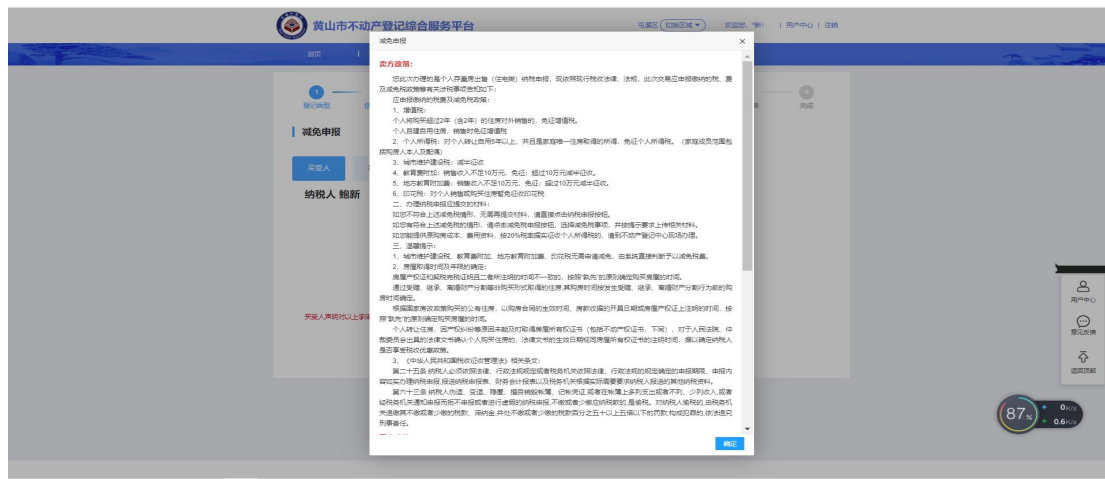 黄山市不动产登记综合服务平台
屯溪区 切换区域 欢迎您, *新! | 用户中心 | 注销
首页
减免申报 ×
卖方政策:
您此次办理的是个人存量房出售（住宅类）纳税申报，现依照现行税收法律、法规，此次交易应申报缴纳的税、费
及减免税政策等有关涉税事项告知如下:
应申报缴纳的税费及减免税政策:
1、增值税:
个人将购买超过2年（含2年）的住房对外销售的，免征增值税。
个人自建自用住房，销售时免征增值税
2、个人所得税：对个人转让自用5年以上，并且是家庭唯一住房取得的所得，免征个人所得税。（家庭成员范围包
括购房人本人及配偶）
3、城市维护建设税：减半征收
4、教育费附加：销售收入不足10万元，免征；超过10万元减半征收。
5、地方教育附加费：销售收入不足10万元，免征；超过10万元减半征收。
6、印花税：对个人销售或购买住房暂免征收印花税
二、办理纳税申报应提交的材料:
如您不符合上述减免税情形，无需再提交材料，请直接点击纳税申报按钮。
如您有符合上述减免税的情形，请点击减免税申报按钮，选择减免税事项，并按提示要求上传相关材料。
如您能提供原购房成本、费用资料，按20%税率据实征收个人所得税的，请到不动产登记中心现场办理。
三、温馨提示:
1、城市维护建设税、教育费附加、地方教育附加费、印花税无需申请减免，由系统直接判断予以减免税费。
2、房屋取得时间及年限的确定:
房屋产权证和契税完税证明且二者所注明的时间不一致的，按照“孰先”的原则确定购买房屋的时间。
通过受赠、继承、离婚财产分割等非购买形式取得的住房,其购房时间按发生受赠、继承、离婚财产分割行为前的购
房时间确定。
根据国家房改政策购买的公有住房，以购房合同的生效时间、房款收据的开具日期或房屋产权证上注明的时间，按
照“孰先”的原则确定购买房屋的时间。
个人转让住房，因产权纠纷等原因未能及时取得房屋所有权证书（包括不动产权证书，下同），对于人民法院、仲
裁委员会出具的法律文书确认个人购买住房的，法律文书的生效日期视同房屋所有权证书的注明时间，据以确定纳税人
是否享受税收优惠政策。
3、《中华人民共和国税收征收管理法》相关条文:
第二十五条 纳税人必须依照法律、行政法规规定或者税务机关依照法律、行政法规的规定确定的申报期限、申报内
容如实办理纳税申报,报送纳税申报表、财务会计报表以及税务机关根据实际需要要求纳税人报送的其他纳税资料。
第六十三条 纳税人伪造、变造、隐匿、擅自销毁帐簿、记帐凭证,或者在帐簿上多列支出或者不列、少列收入,或者
经税务机关通知申报而拒不申报或者进行虚假的纳税申报,不缴或者少缴应纳税款的,是偷税。对纳税人偷税的,由税务机
关追缴其不缴或者少缴的税款、滞纳金,并处不缴或者少缴的税款百分之五十以上五倍以下的罚款;构成犯罪的,依法追究
刑事责任。
确定
1
登记类型
完成
减免申报
买受人
纳税人 鲍新
买受人声明对以上承
用户中心
意见反馈
返回顶部
87%
0K/s
0.6K/s